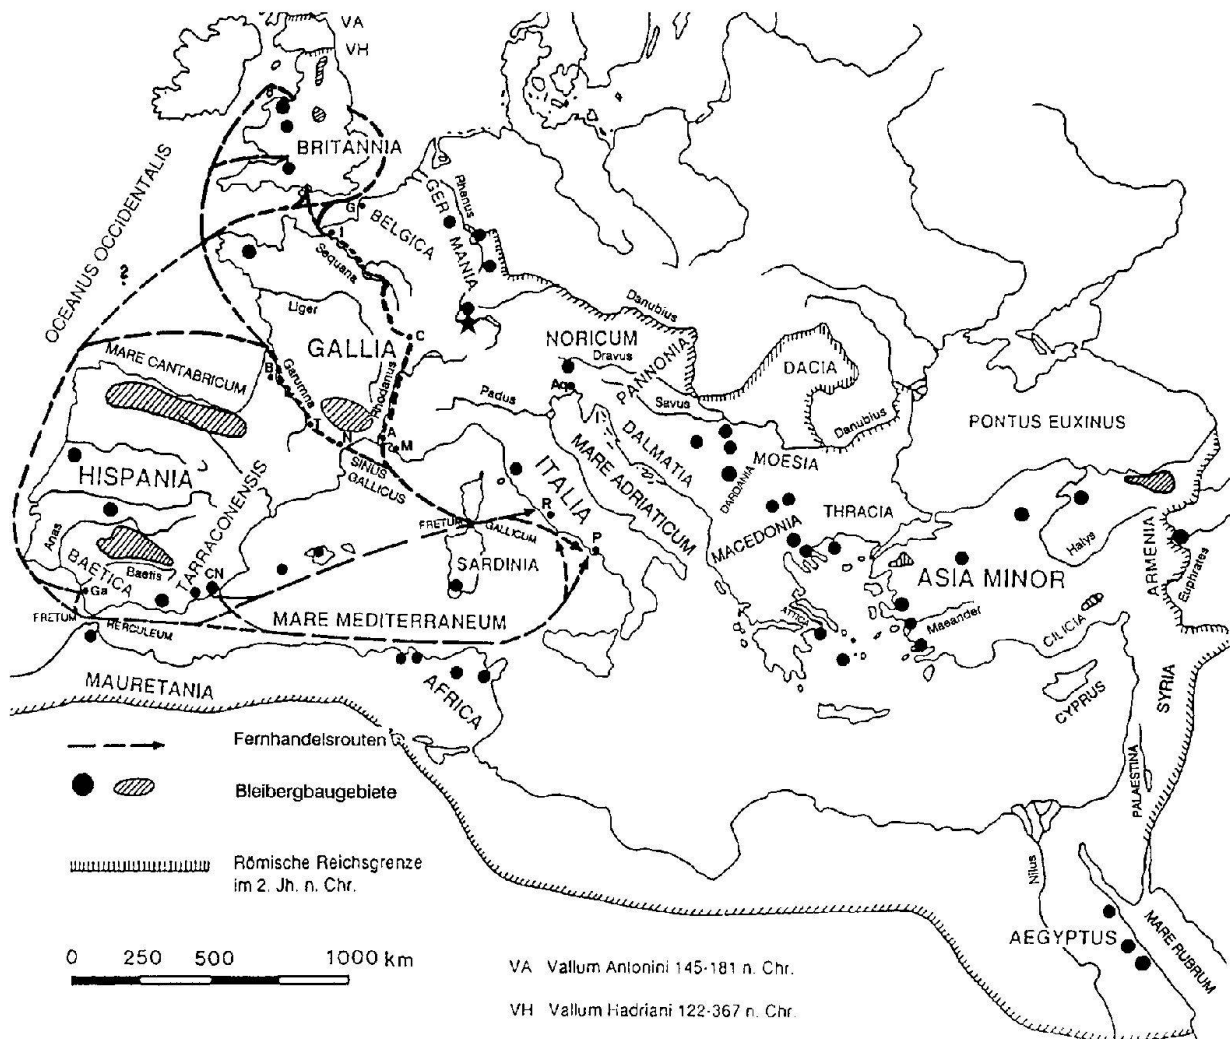 VA
VH
BRITANNIA
OCEANUS OCCIDENTALIS
?
G
BELGICA
GER
MANIA
Rhenus
Sequana
Liger
GALLIA
C
Danubius
NORICUM
Dravus
PANNONIA
DACIA
MARE CANTABRICUM
B
Garunna
Rhodanus
Padus
Aq
Savus
Danubius
PONTUS EUXINUS
T
N
A
M
SINUS
GALLICUS
ITALIA
DALMATIA
MARE ADRIATICUM
MOESIA
DARDANIA
HISPANIA
TARRACONENSIS
FRETUM
GALLICUM
R
P
MACEDONIA
THRACIA
Halys
ARMENIA
Euphrates
Anas
BAETICA
Baetis
CN
Ga
SARDINIA
ASIA MINOR
FRETUM
HERCULEUM
MARE MEDITERRANEUM
ATTICA
Maeander
CILICIA
MAURETANIA
AFRICA
CYPRUS
SYRIA
PALAESTINA
Fernhandelsrouten
Bleibergbaugebiete
Römische Reichsgrenze
im 2. Jh. n. Chr.
Nilus
AEGYPTUS
MARE RUBRUM
0 250 500 1000 km
VA Vallum Antonini 145-181 n. Chr.
VH Vallum Hadriani 122-367 n. Chr.